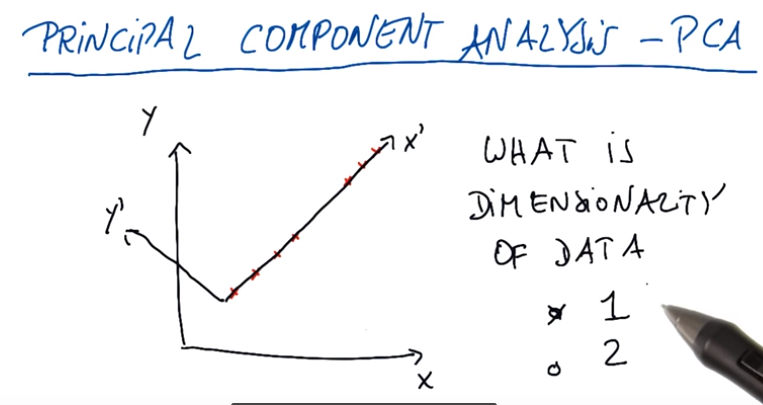 PRINCIPAL COMPONENT ANALYSIS - PCA
Y
X'
Y'
X
WHAT IS
DIMENSIONALITY
OF DATA
1
2